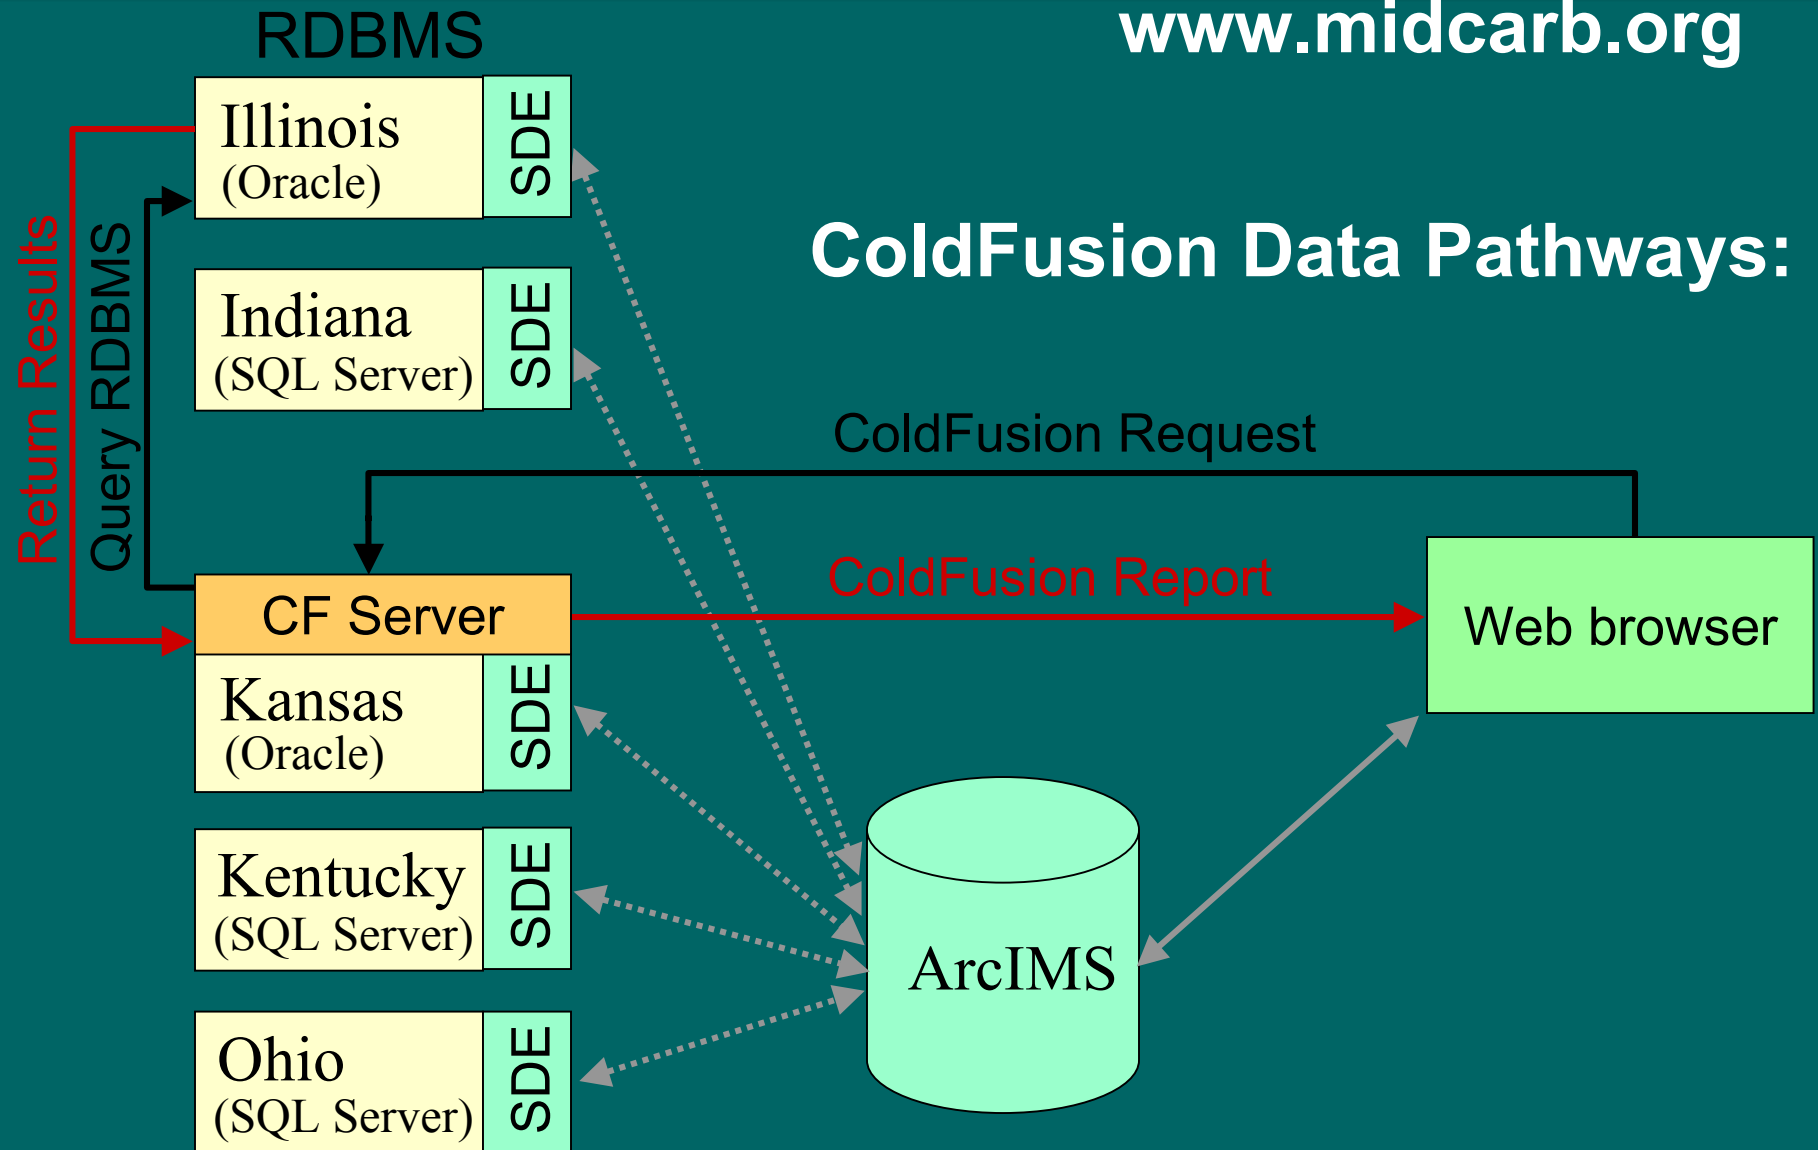 RDBMS
www.midcarb.org
Illinois
(Oracle)
SDE
ColdFusion Data Pathways:
Return Results
Query RDBMS
Indiana
(SQL Server)
SDE
ColdFusion Request
CF Server
ColdFusion Report
Web browser
Kansas
(Oracle)
SDE
Kentucky
(SQL Server)
SDE
ArcIMS
Ohio
(SQL Server)
SDE